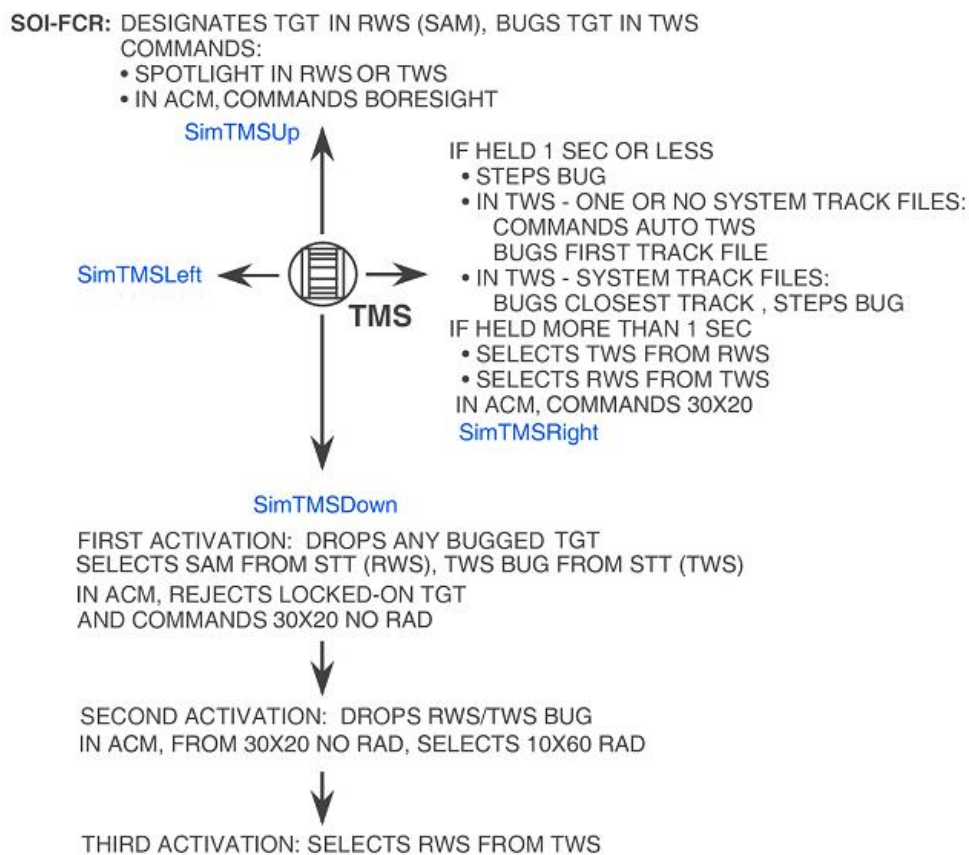 SOI-FCR: DESIGNATES TGT IN RWS (SAM), BUGS TGT IN TWS
COMMANDS:
• SPOTLIGHT IN RWS OR TWS
• IN ACM, COMMANDS BORESIGHT
SimTMSUp
IF HELD 1 SEC OR LESS
• STEPS BUG
• IN TWS - ONE OR NO SYSTEM TRACK FILES:
COMMANDS AUTO TWS
BUGS FIRST TRACK FILE
• IN TWS - SYSTEM TRACK FILES:
BUGS CLOSEST TRACK , STEPS BUG
IF HELD MORE THAN 1 SEC
• SELECTS TWS FROM RWS
• SELECTS RWS FROM TWS
IN ACM, COMMANDS 30X20
SimTMSRight
SimTMSLeft
TMS
SimTMSDown
FIRST ACTIVATION: DROPS ANY BUGGED TGT
SELECTS SAM FROM STT (RWS), TWS BUG FROM STT (TWS)
IN ACM, REJECTS LOCKED-ON TGT
AND COMMANDS 30X20 NO RAD
SECOND ACTIVATION: DROPS RWS/TWS BUG
IN ACM, FROM 30X20 NO RAD, SELECTS 10X60 RAD
THIRD ACTIVATION: SELECTS RWS FROM TWS